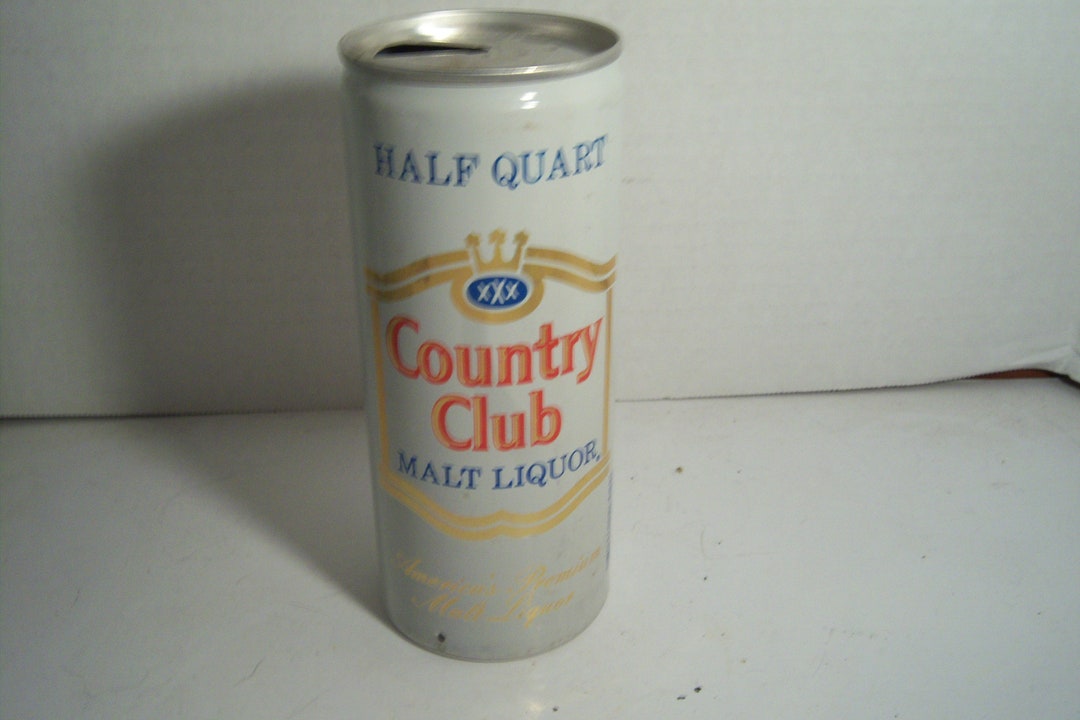 HALF QUART
XXX
Country
Club
MALT LIQUOR
America's Premium
Malt Liquor